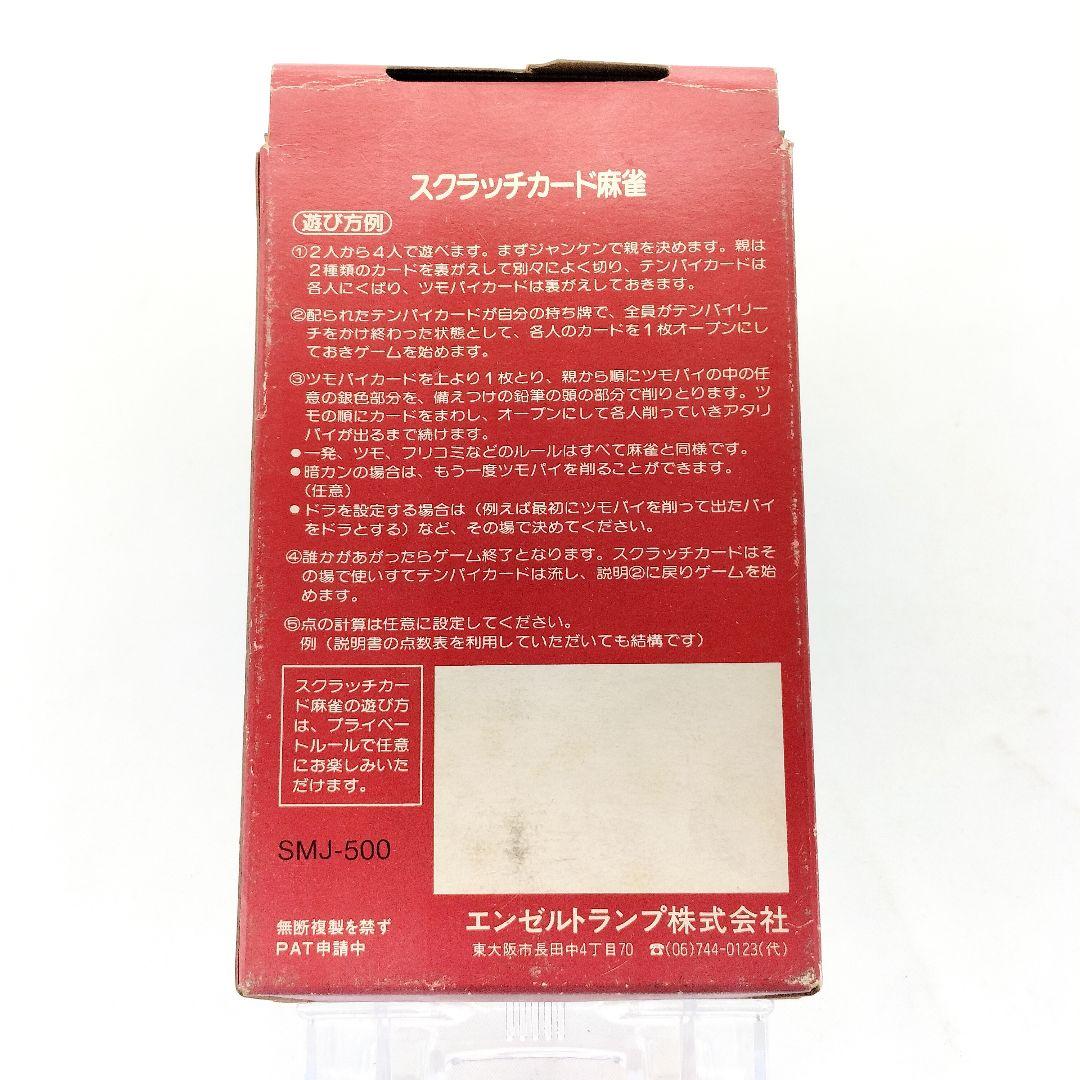 スクラッチカード麻雀
遊び方例
①2人から4人で遊べます。まずジャンケンで親を決めます。親は
2種類のカードを裏がえして別々によく切り、テンパイカードは
各人にくばり、ツモパイカードは裏がえしておきます。
②配られたテンパイカードが自分の持ち牌で、全員がテンパイリー
チをかけ終わった状態として、各人のカードを1枚オープンにし
ておきゲームを始めます。
③ツモパイカードを上より1枚とり、親から順にツモパイの中の任
意の銀色部分を、備えつけの鉛筆の頭の部分で削りとります。ツ
モの順にカードをまわし、オープンにして各人削っていきアタリ
パイが出るまで続けます。
●一発、ツモ、フリコミなどのルールはすべて麻雀と同様です。
●暗カンの場合は、もう一度ツモパイを削ることができます。
（任意）
●ドラを設定する場合は（例えば最初にツモパイを削って出たパイ
をドラとする）など、その場で決めてください。
④誰かがあがったらゲーム終了となります。スクラッチカードはそ
の場で使いすてテンパイカードは流し、説明②に戻りゲームを始
めます。
⑤点の計算は任意に設定してください。
例（説明書の点数表を利用していただいても結構です）
スクラッチカー
ド麻雀の遊び方
は、プライベー
トルールで任意
にお楽しみいた
だけます。
SMJ-500
無断複製を禁ず
PAT申請中
エンゼルトランプ株式会社
東大阪市長田中4丁目70 ☎(06)744-0123(代)